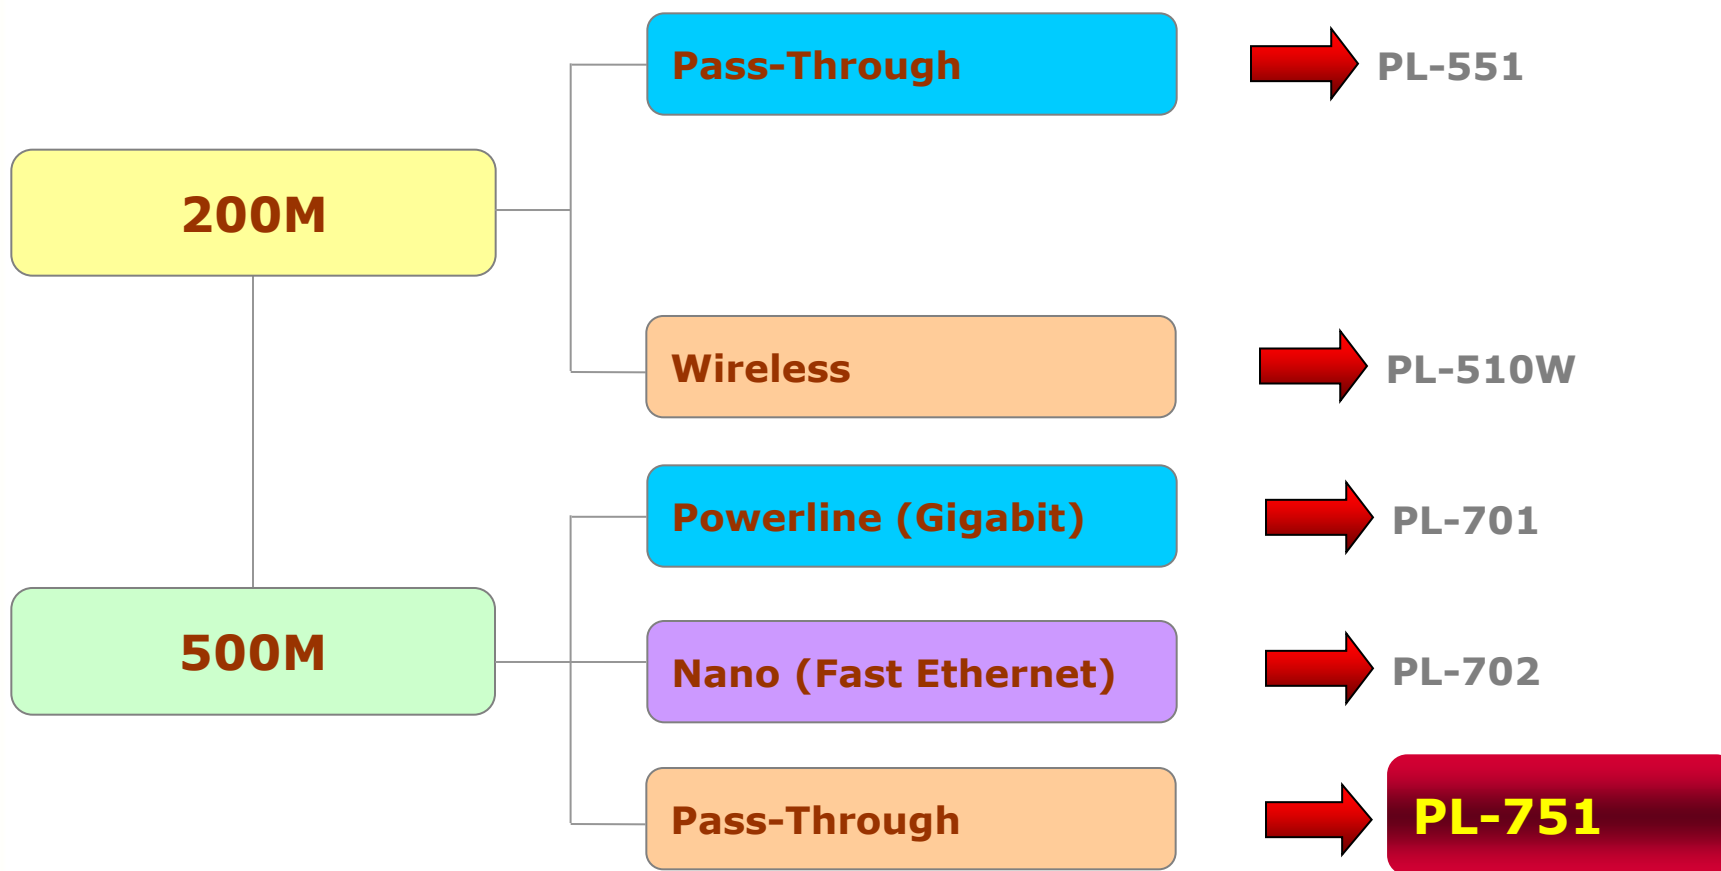 Pass-Through
PL-551
200M
Wireless
PL-510W
Powerline (Gigabit)
PL-701
500M
Nano (Fast Ethernet)
PL-702
Pass-Through
PL-751